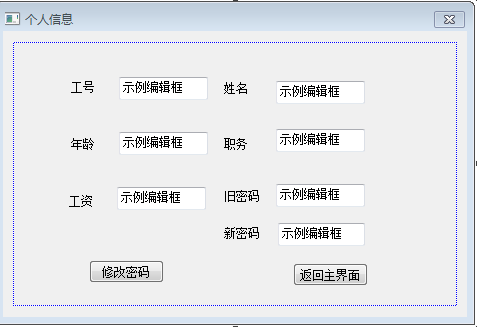 个人信息
工号 示例编辑框 姓名 示例编辑框
年龄 示例编辑框 职务 示例编辑框
工资 示例编辑框 旧密码 示例编辑框
新密码 示例编辑框
修改密码 返回主界面